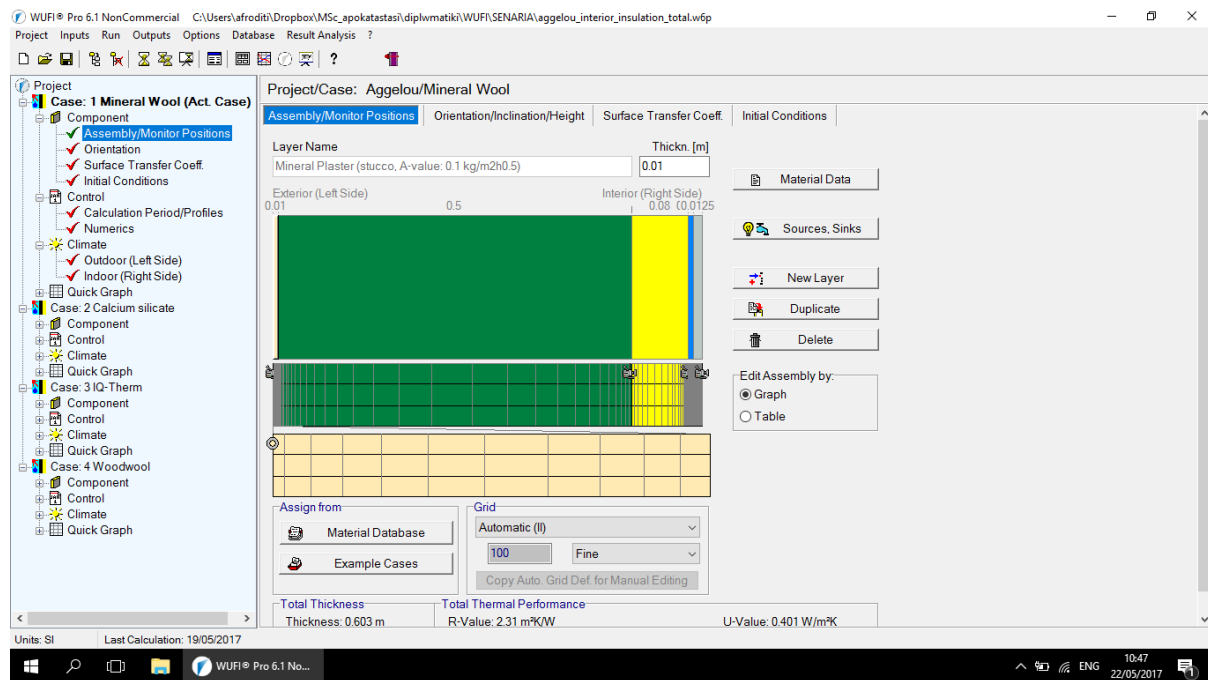 WUFI® Pro 6.1 NonCommercial C:\Users\afroditi\Dropbox\MSc_apokatastasi\diplwmatiki\WUFI\SENARIA\aggelou_interior_insulation_total.w6p
Project Inputs Run Outputs Options Database Result Analysis ?
Project
Case: 1 Mineral Wool (Act. Case)
Component
Assembly/Monitor Positions
Orientation
Surface Transfer Coeff.
Initial Conditions
Control
Calculation Period/Profiles
Numerics
Climate
Outdoor (Left Side)
Indoor (Right Side)
Quick Graph
Case: 2 Calcium silicate
Component
Control
Climate
Quick Graph
Case: 3 IQ-Therm
Component
Control
Climate
Quick Graph
Case: 4 Woodwool
Component
Control
Climate
Quick Graph
Project/Case: Aggelou/Mineral Wool
Assembly/Monitor Positions Orientation/Inclination/Height Surface Transfer Coeff. Initial Conditions
Layer Name Thickn. [m]
Mineral Plaster (stucco, A-value: 0.1 kg/m2h0.5) 0.01
Exterior (Left Side) Interior (Right Side)
0.01 0.5 0.08 (0.0125
Material Data
Sources, Sinks
New Layer
Duplicate
Delete
Edit Assembly by:
Graph
Table
Assign from
Material Database
Example Cases
Grid
Automatic (II)
100 Fine
Copy Auto. Grid Def. for Manual Editing
Total Thickness
Thickness: 0.603 m
Total Thermal Performance
R-Value: 2.31 m²K/W U-Value: 0.401 W/m²K
Units: SI Last Calculation: 19/05/2017
WUFI® Pro 6.1 No...
ENG
10:47
22/05/2017
1